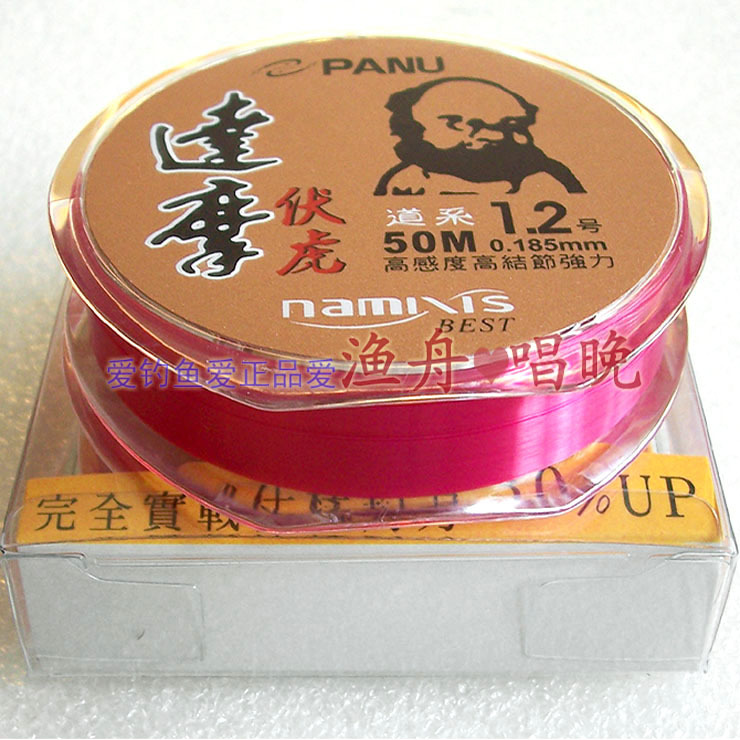 PANU
達摩
伏虎
道系 1.2号
50M 0.185mm
高感度高結節強力
namixis
BEST
爱钓鱼爱正品爱渔舟♥唱晚
完全實戰
0% UP